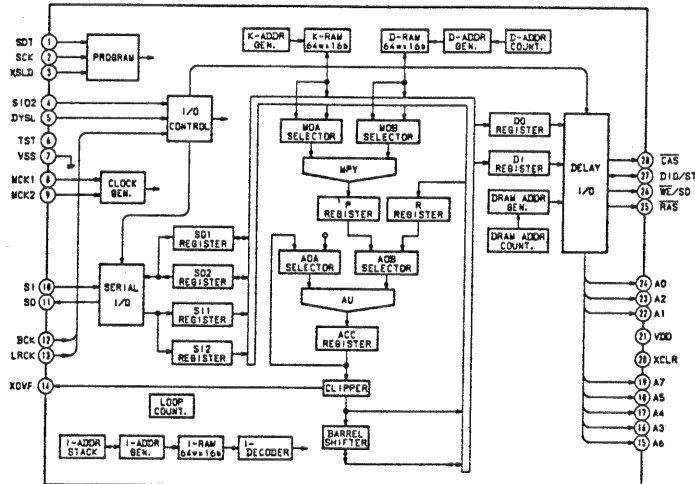 SDT 1
SCK 2
XSLD 3
PROGRAM
K-ADDR
GEN.
K-RAM
64w×16b
D-RAM
64w×16b
D-ADDR
GEN.
D-ADDR
COUNT.
SIO2 4
DYSL 5
TST 6
VSS 7
MCK1 8
MCK2 9
I/O
CONTROL
CLOCK
GEN.
MOA
SELECTOR
MOB
SELECTOR
MPY
P
REGISTER
R
REGISTER
DO
REGISTER
DI
REGISTER
DRAM ADDR
GEN.
DRAM ADDR
COUNT.
DELAY
I/O
28 CAS
27 DIO/ST
26 WE/SO
25 RAS
SI 10
SO 11
SERIAL
I/O
BCK 12
LRCK 13
XOVF 14
SO1
REGISTER
SO2
REGISTER
SI1
REGISTER
SI2
REGISTER
AOA
SELECTOR
AOB
SELECTOR
AU
ACC
REGISTER
CLIPPER
BARREL
SHIFTER
LOOP
COUNT.
I-ADDR
STACK
I-ADDR
GEN.
I-RAM
64w×16b
I-
DECODER
24 A0
23 A2
22 A1
21 VDD
20 XCLR
19 A7
18 A5
17 A4
16 A3
15 A6